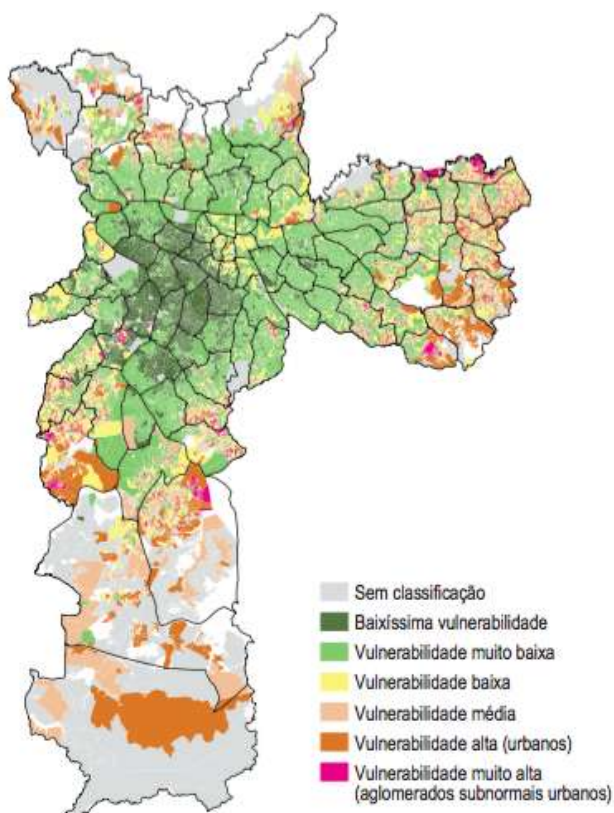 Sem classificação
Baixíssima vulnerabilidade
Vulnerabilidade muito baixa
Vulnerabilidade baixa
Vulnerabilidade média
Vulnerabilidade alta (urbanos)
Vulnerabilidade muito alta
(aglomerados subnormais urbanos)